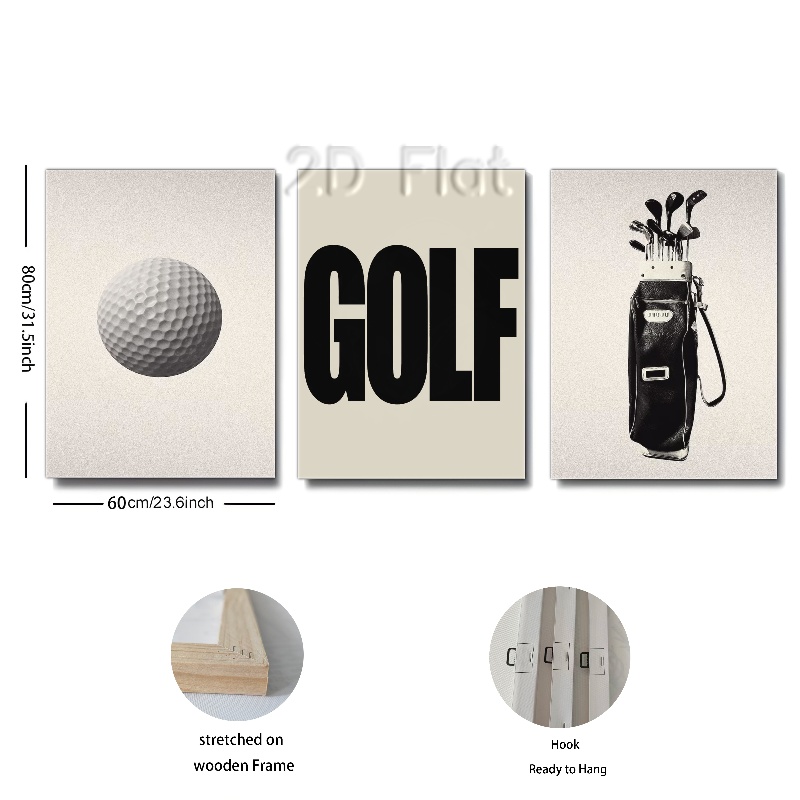 2D Flat
80cm/31.5inch
GOLF
60cm/23.6inch
stretched on
wooden Frame
Hook
Ready to Hang